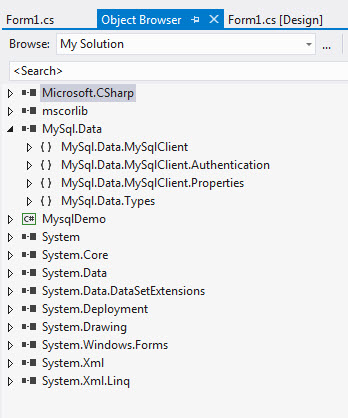 Form1.cs Object Browser Form1.cs [Design]
Browse: My Solution ...
<Search>
Microsoft.CSharp
mscorlib
MySql.Data
{ } MySql.Data.MySqlClient
{ } MySql.Data.MySqlClient.Authentication
{ } MySql.Data.MySqlClient.Properties
{ } MySql.Data.Types
C# MysqlDemo
System
System.Core
System.Data
System.Data.DataSetExtensions
System.Deployment
System.Drawing
System.Windows.Forms
System.Xml
System.Xml.Linq